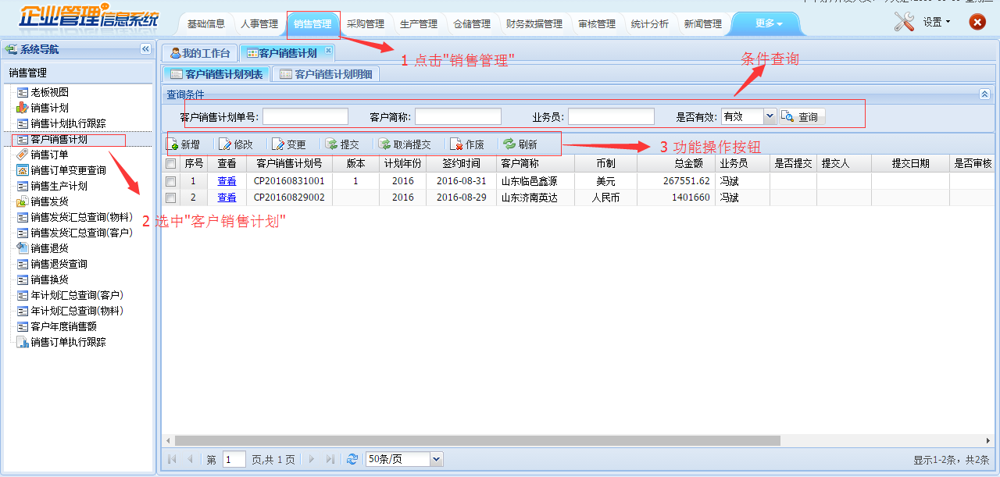 企业管理信息系统
基础信息 人事管理 销售管理 采购管理 生产管理 仓储管理 财务数据管理 审核管理 统计分析 新闻管理 更多 设置
系统导航
销售管理
老板视图
销售计划
销售计划执行跟踪
客户销售计划
销售订单
销售订单变更查询
销售生产计划
销售发货
销售发货汇总查询(物料)
销售发货汇总查询(客户)
销售退货
销售退货查询
销售换货
年计划汇总查询(客户)
年计划汇总查询(物料)
客户年度销售额
销售订单执行跟踪
我的工作台 客户销售计划
1 点击"销售管理"
条件查询
客户销售计划列表 客户销售计划明细
查询条件
客户销售计划单号: 客户简称: 业务员: 是否有效: 有效 查询
新增 修改 变更 提交 取消提交 作废 刷新
3 功能操作按钮
序号 查看 客户销售计划号 版本 计划年份 签约时间 客户简称 币制 总金额 业务员 是否提交 提交人 提交日期 是否审核
1 查看 CP20160831001 1 2016 2016-08-31 山东临邑鑫源 美元 267551.62 冯斌
2 查看 CP20160829002 2016 2016-08-29 山东济南英达 人民币 1401660 冯斌
2 选中"客户销售计划"
第 1 页,共 1 页 50条/页 显示1-2条，共2条